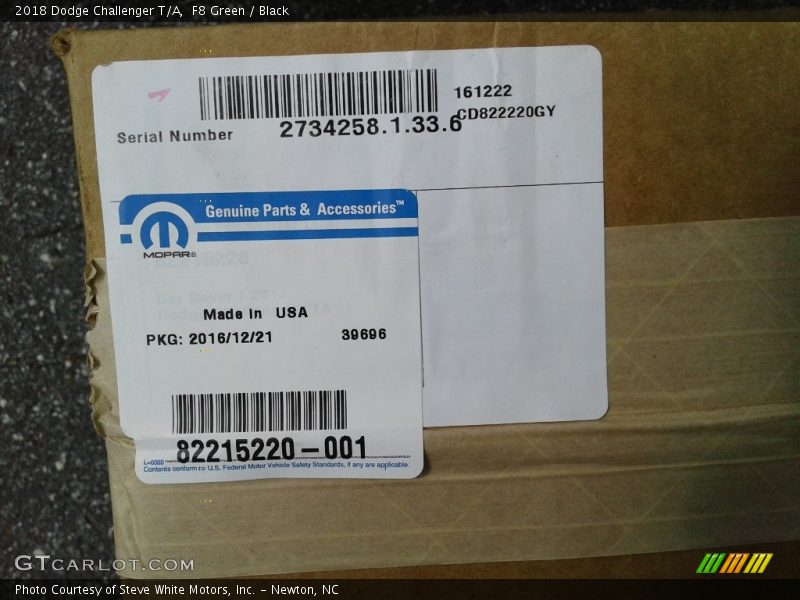 2018 Dodge Challenger T/A, F8 Green / Black
161222
CD822220GY
Serial Number
2734258.1.33.6
Genuine Parts & Accessories™
MOPAR®
Made in USA
PKG: 2016/12/21
39696
82215220-001
L=6060
Contents conform to U.S. Federal Motor Vehicle Safety Standards, if any are applicable.
GTCARLOT.COM
Photo Courtesy of Steve White Motors, Inc. – Newton, NC